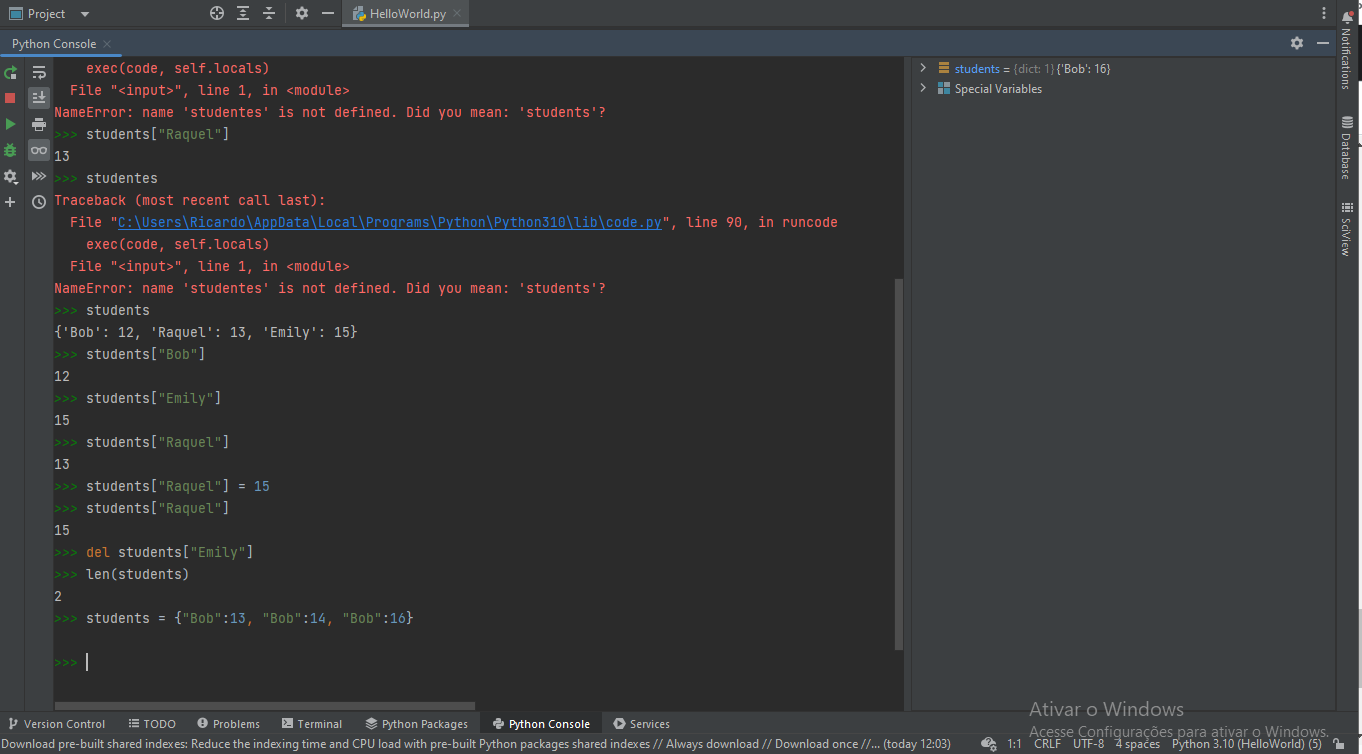 Project
HelloWorld.py
Python Console
exec(code, self.locals)
File "<input>", line 1, in <module>
NameError: name 'studentes' is not defined. Did you mean: 'students'?
>>> students["Raquel"]
13
>>> studentes
Traceback (most recent call last):
File "C:\Users\Ricardo\AppData\Local\Programs\Python\Python310\lib\code.py", line 90, in runcode
exec(code, self.locals)
File "<input>", line 1, in <module>
NameError: name 'studentes' is not defined. Did you mean: 'students'?
>>> students
{'Bob': 12, 'Raquel': 13, 'Emily': 15}
>>> students["Bob"]
12
>>> students["Emily"]
15
>>> students["Raquel"]
13
>>> students["Raquel"] = 15
>>> students["Raquel"]
15
>>> del students["Emily"]
>>> len(students)
2
>>> students = {"Bob":13, "Bob":14, "Bob":16}
>>>
students = {dict: 1} {'Bob': 16}
Special Variables
Notifications
Database
SciView
Ativar o Windows
Acesse Configurações para ativar o Windows.
Version Control
TODO
Problems
Terminal
Python Packages
Python Console
Services
Download pre-built shared indexes: Reduce the indexing time and CPU load with pre-built Python packages shared indexes // Always download // Download once //... (today 12:03)
1:1 CRLF UTF-8 4 spaces Python 3.10 (HelloWorld) (5)